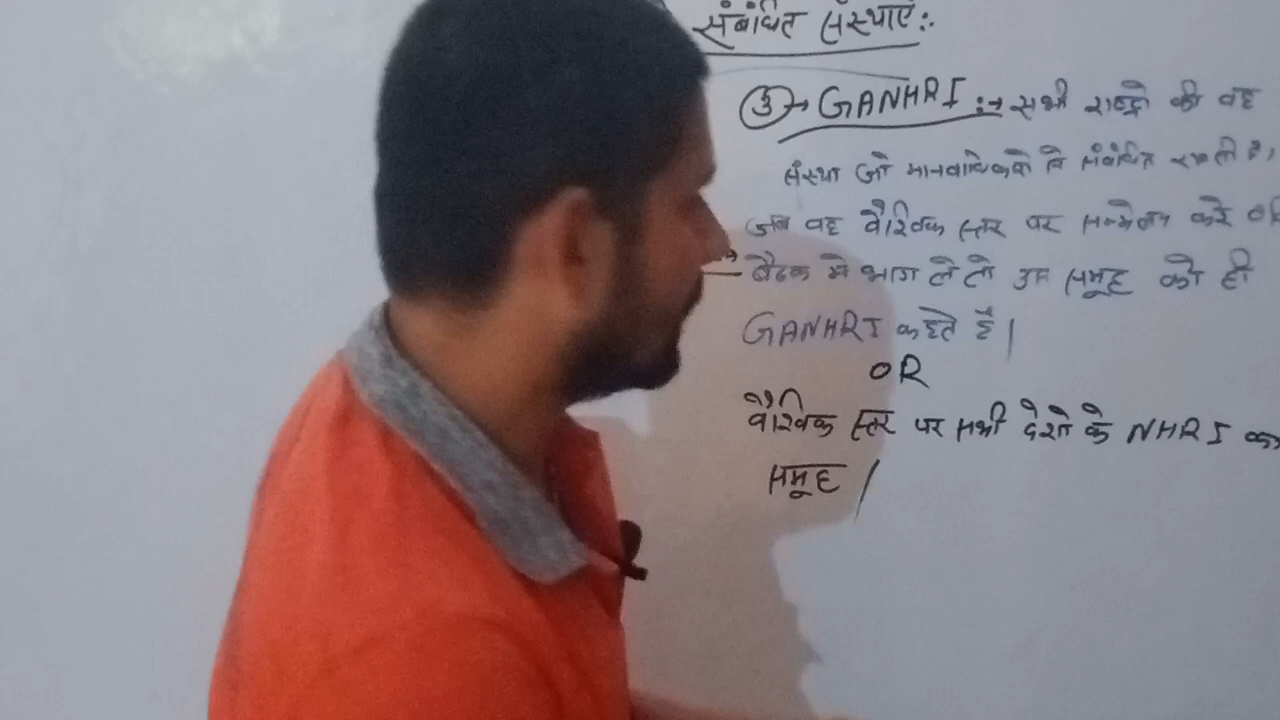 संबंधित संस्थाएं :-
③→ GANHRI :→ सभी राष्ट्रो की वह
संस्था जो मानवाधिकारो से संबंधित रखती है,
जब वह वैश्विक स्तर पर सम्मेलन करे
बैठक मे भाग ले तो उस समूह को ही
GANHRI कहते है |
OR
वैश्विक स्तर पर सभी देशो के NHRI का
समूह |